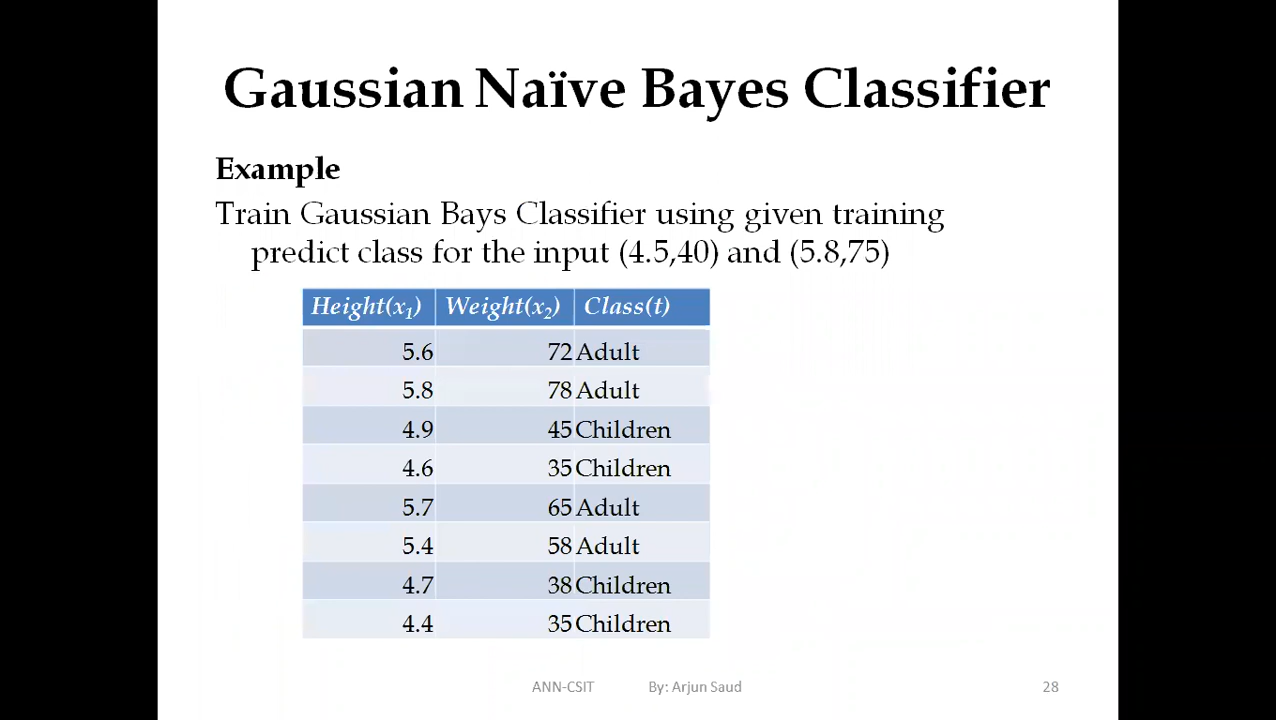 Gaussian Naïve Bayes Classifier
Example
Train Gaussian Bays Classifier using given training
predict class for the input (4.5,40) and (5.8,75)
Height(x1) Weight(x2) Class(t)
5.6 72 Adult
5.8 78 Adult
4.9 45 Children
4.6 35 Children
5.7 65 Adult
5.4 58 Adult
4.7 38 Children
4.4 35 Children
ANN-CSIT By: Arjun Saud 28